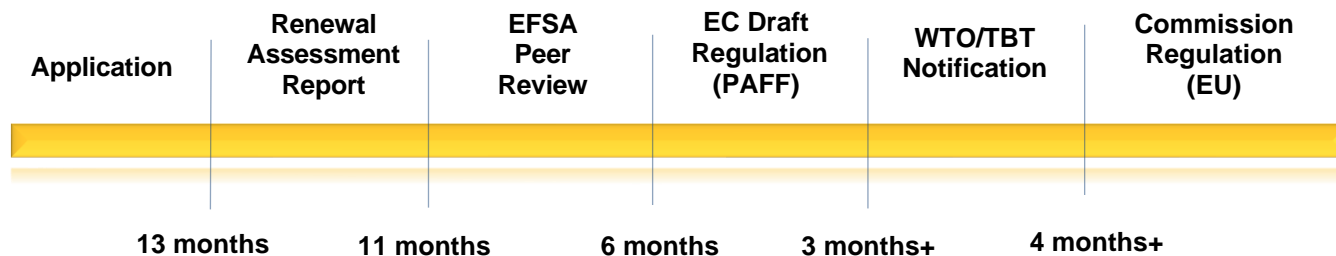 Application
Renewal
Assessment
Report
EFSA
Peer
Review
EC Draft
Regulation
(PAFF)
WTO/TBT
Notification
Commission
Regulation
(EU)
13 months
11 months
6 months
3 months+
4 months+